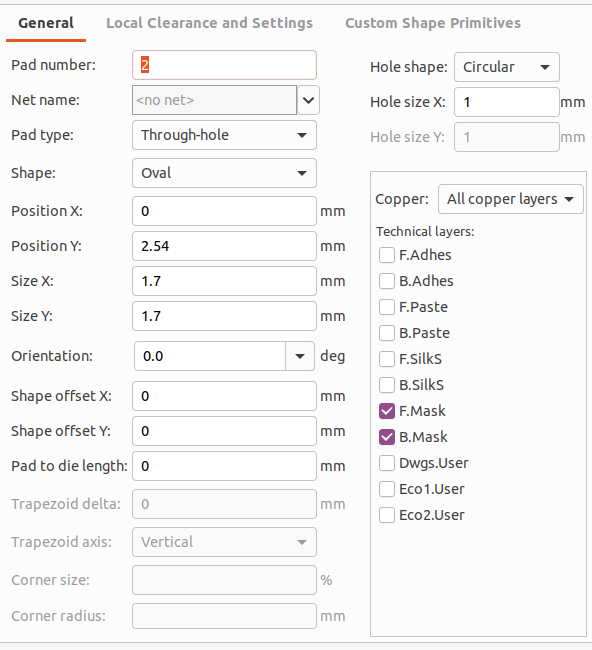 General Local Clearance and Settings Custom Shape Primitives
Pad number: 2
Net name: <no net>
Pad type: Through-hole
Shape: Oval
Position X: 0 mm
Position Y: 2.54 mm
Size X: 1.7 mm
Size Y: 1.7 mm
Orientation: 0.0 deg
Shape offset X: 0 mm
Shape offset Y: 0 mm
Pad to die length: 0 mm
Trapezoid delta: 0 mm
Trapezoid axis: Vertical
Corner size: %
Corner radius: mm
Hole shape: Circular
Hole size X: 1 mm
Hole size Y: 1 mm
Copper: All copper layers
Technical layers:
F.Adhes
B.Adhes
F.Paste
B.Paste
F.SilkS
B.SilkS
F.Mask
B.Mask
Dwgs.User
Eco1.User
Eco2.User